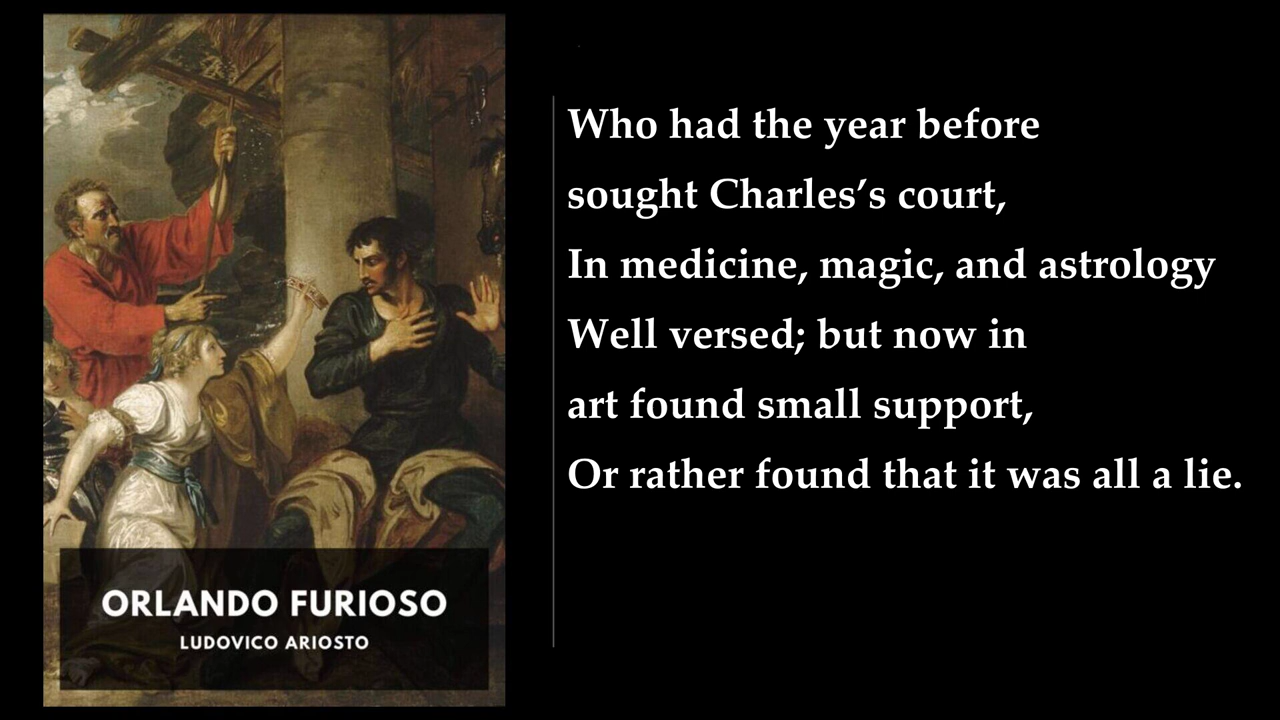 ORLANDO FURIOSO
LUDOVICO ARIOSTO
Who had the year before
sought Charles’s court,
In medicine, magic, and astrology
Well versed; but now in
art found small support,
Or rather found that it was all a lie.